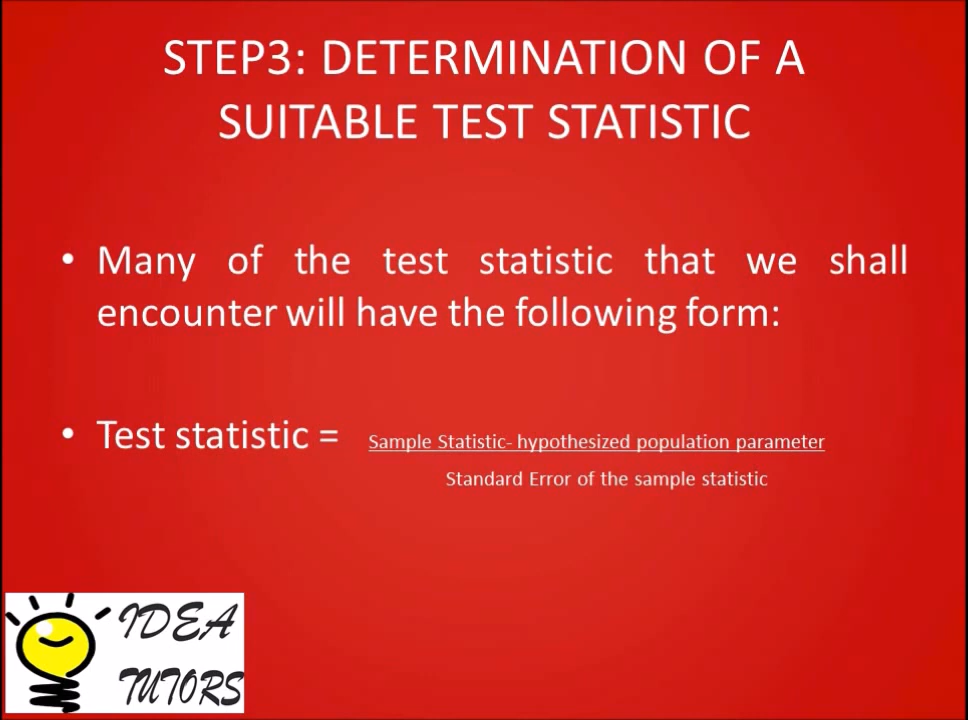 STEP3: DETERMINATION OF A
SUITABLE TEST STATISTIC
• Many of the test statistic that we shall
encounter will have the following form:
• Test statistic = Sample Statistic- hypothesized population parameter
Standard Error of the sample statistic
IDEA
TUTORS